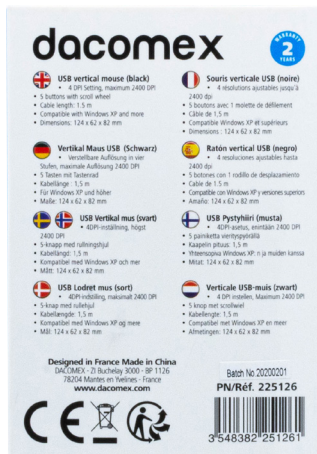 dacomex
WARRANTY
2
YEARS
USB vertical mouse (black)
• 4 DPI Setting, maximum 2400 DPI
• 5 buttons with scroll wheel
• Cable length: 1.5 m
• Compatible with Windows XP and more
• Dimensions: 124 x 62 x 82 mm
Souris verticale USB (noire)
• 4 résolutions ajustables jusqu'à
2400 dpi
• 5 boutons avec 1 molette de défilement
• Câble de 1,5 m
• Compatible Windows XP et supérieurs
• Dimensions : 124 x 62 x 82 mm
Vertikal Maus USB (Schwarz)
• Verstellbare Auflösung in vier
Stufen, maximale Auflösung 2400 DPI
• 5 Tasten mit Tastenrad
• Kabellänge : 1,5 m
• Für Windows XP und höher
• Maße: 124 x 62 x 82 mm
Ratón vertical USB (negro)
• 4 resoluciones ajustables hasta
2400 dpi
• 5 botones con 1 rodillo de desplazamiento
• Cable de 1.5 m
• Compatible con Windows XP y versiones superiors
• Amaño: 124 x 62 x 82 mm
USB Vertikal mus (svart)
• 4DPI-inställning, högst
2400 DPI
• 5-knapp med rullningshjul
• Kabellängd: 1,5 m
• Kompatibel med Windows XP och mer
• Mått: 124 x 62 x 82 mm
USB Pystyhiiri (musta)
• 4DPI-asetus, enintään 2400 DPI
• 5 painiketta vierityspyörällä
• Kaapelin pituus: 1,5 m
• Yhteensopiva Windows XP: n ja muiden kanssa
• Mitat: 124 x 62 x 82 mm
USB Lodret mus (sort)
• 4DPI-indstilling, maksimalt 2400 DPI
• 5 knap med rullehjul
• Kabellængde: 1,5 m
• Kompatibel med Windows XP og mere
• Mål: 124 x 62 x 82 mm
Verticale USB-muis (zwart)
• 4 DPI instellen, Maximum 2400 DPI
• 5 knop met scrollwiel
• Kabellengte: 1,5 m
• Compatibel met Windows XP en meer
• Afmetingen: 124 x 62 x 82 mm
Designed in France Made in China
DACOMEX - ZI Buchelay 3000 - BP 1126
78204 Mantes en Yvelines - France
www.dacomex.com
Batch No 20200201
PN/Réf. 225126
CE
3 548382 251261